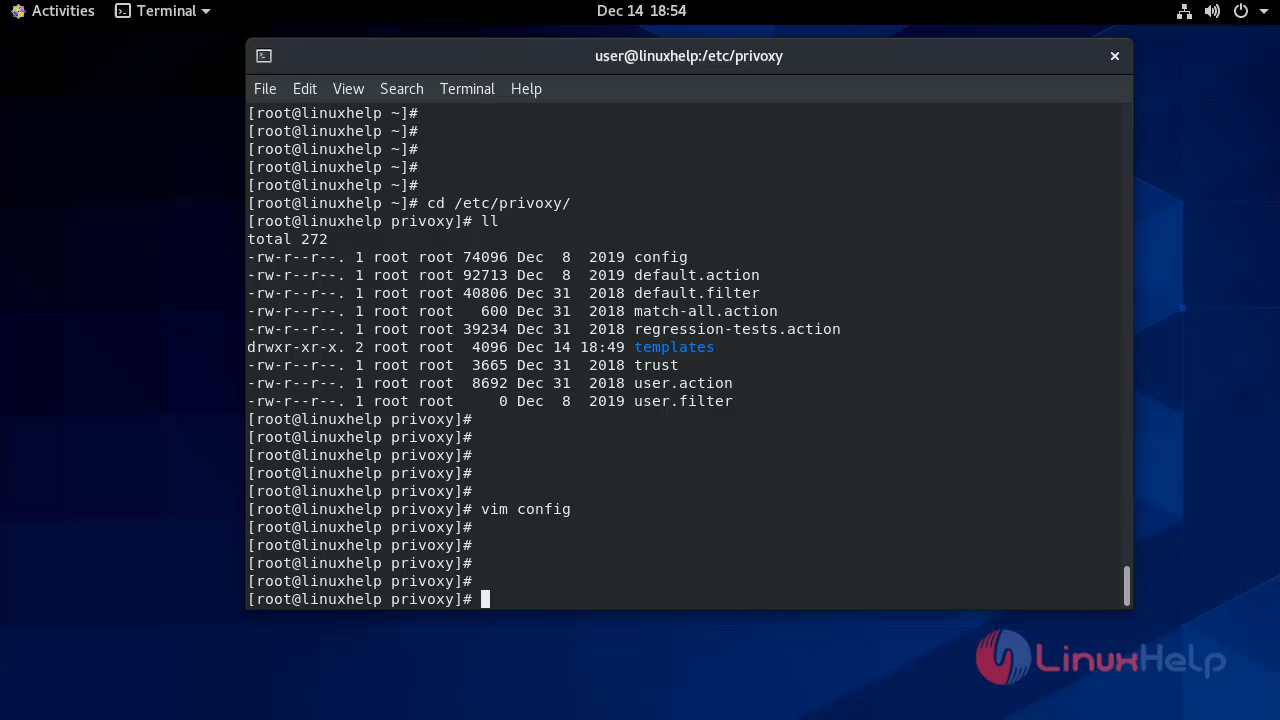 Activities Terminal Dec 14 18:54
user@linuxhelp:/etc/privoxy
File Edit View Search Terminal Help
[root@linuxhelp ~]#
[root@linuxhelp ~]#
[root@linuxhelp ~]#
[root@linuxhelp ~]#
[root@linuxhelp ~]#
[root@linuxhelp ~]# cd /etc/privoxy/
[root@linuxhelp privoxy]# ll
total 272
-rw-r--r--. 1 root root 74096 Dec  8  2019 config
-rw-r--r--. 1 root root 92713 Dec  8  2019 default.action
-rw-r--r--. 1 root root 40806 Dec 31  2018 default.filter
-rw-r--r--. 1 root root   600 Dec 31  2018 match-all.action
-rw-r--r--. 1 root root 39234 Dec 31  2018 regression-tests.action
drwxr-xr-x. 2 root root  4096 Dec 14 18:49 templates
-rw-r--r--. 1 root root  3665 Dec 31  2018 trust
-rw-r--r--. 1 root root  8692 Dec 31  2018 user.action
-rw-r--r--. 1 root root     0 Dec  8  2019 user.filter
[root@linuxhelp privoxy]#
[root@linuxhelp privoxy]#
[root@linuxhelp privoxy]#
[root@linuxhelp privoxy]#
[root@linuxhelp privoxy]#
[root@linuxhelp privoxy]# vim config
[root@linuxhelp privoxy]#
[root@linuxhelp privoxy]#
[root@linuxhelp privoxy]#
[root@linuxhelp privoxy]#
[root@linuxhelp privoxy]#
LinuxHelp